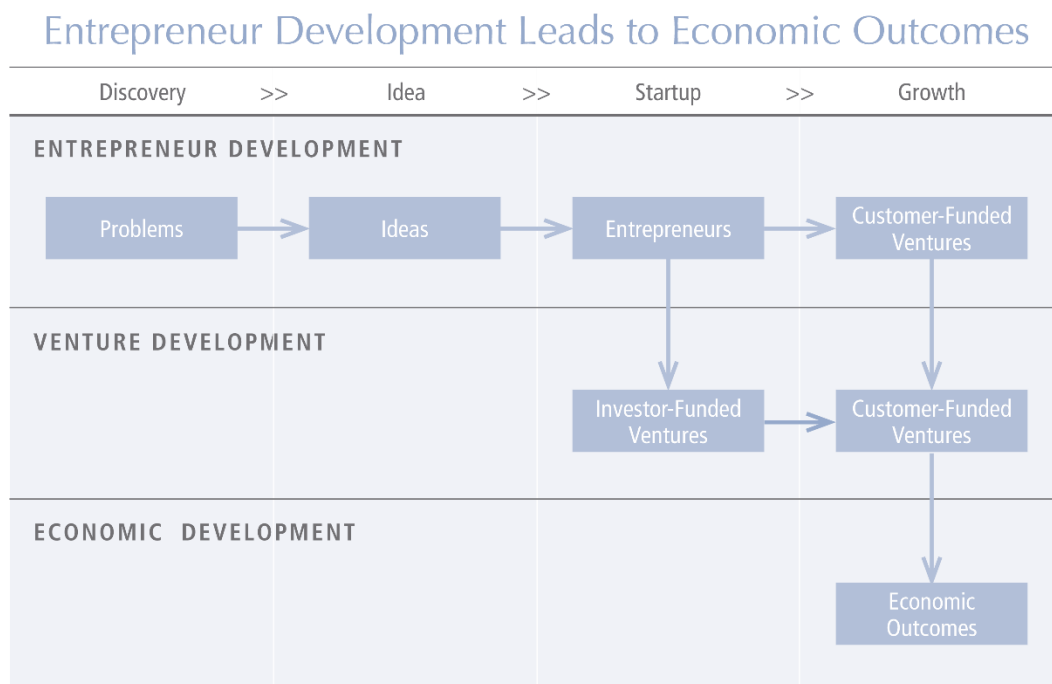 Entrepreneur Development Leads to Economic Outcomes
Discovery >> Idea >> Startup >> Growth
ENTREPRENEUR DEVELOPMENT
Problems
Ideas
Entrepreneurs
Customer-Funded
Ventures
VENTURE DEVELOPMENT
Investor-Funded
Ventures
Customer-Funded
Ventures
ECONOMIC DEVELOPMENT
Economic
Outcomes